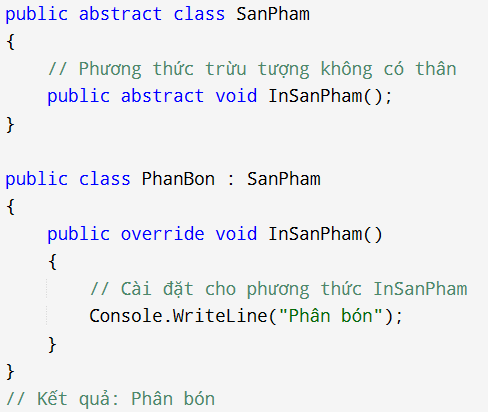 public abstract class SanPham
{
    // Phương thức trừu tượng không có thân
    public abstract void InSanPham();
}

public class PhanBon : SanPham
{
    public override void InSanPham()
    {
        // Cài đặt cho phương thức InSanPham
        Console.WriteLine("Phân bón");
    }
}
// Kết quả: Phân bón